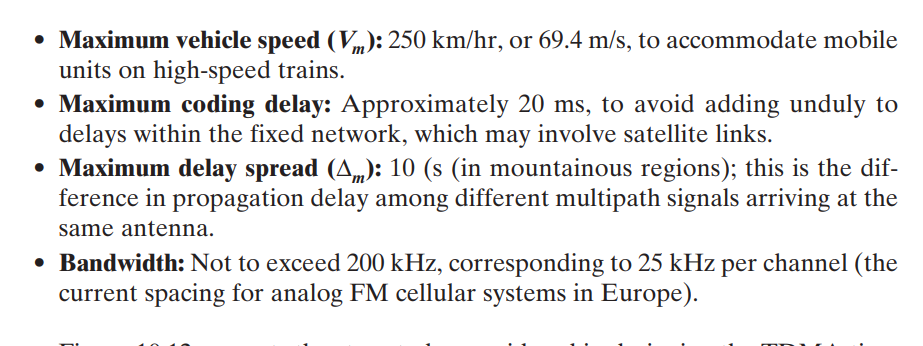 • Maximum vehicle speed (Vm): 250 km/hr, or 69.4 m/s, to accommodate mobile
units on high-speed trains.
• Maximum coding delay: Approximately 20 ms, to avoid adding unduly to
delays within the fixed network, which may involve satellite links.
• Maximum delay spread (Δm): 10 (s (in mountainous regions); this is the dif-
ference in propagation delay among different multipath signals arriving at the
same antenna.
• Bandwidth: Not to exceed 200 kHz, corresponding to 25 kHz per channel (the
current spacing for analog FM cellular systems in Europe).